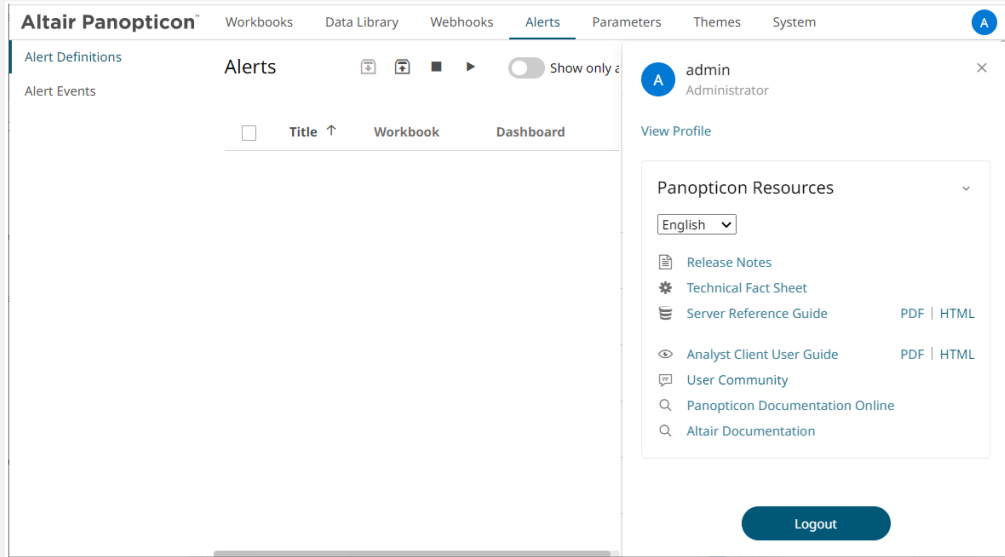 Altair Panopticon™ Workbooks Data Library Webhooks Alerts Parameters Themes System A
Alert Definitions
Alert Events
Alerts Show only a
Title ↑ Workbook Dashboard
A admin
Administrator
View Profile
Panopticon Resources
English
Release Notes
Technical Fact Sheet
Server Reference Guide PDF | HTML
Analyst Client User Guide PDF | HTML
User Community
Panopticon Documentation Online
Altair Documentation
Logout